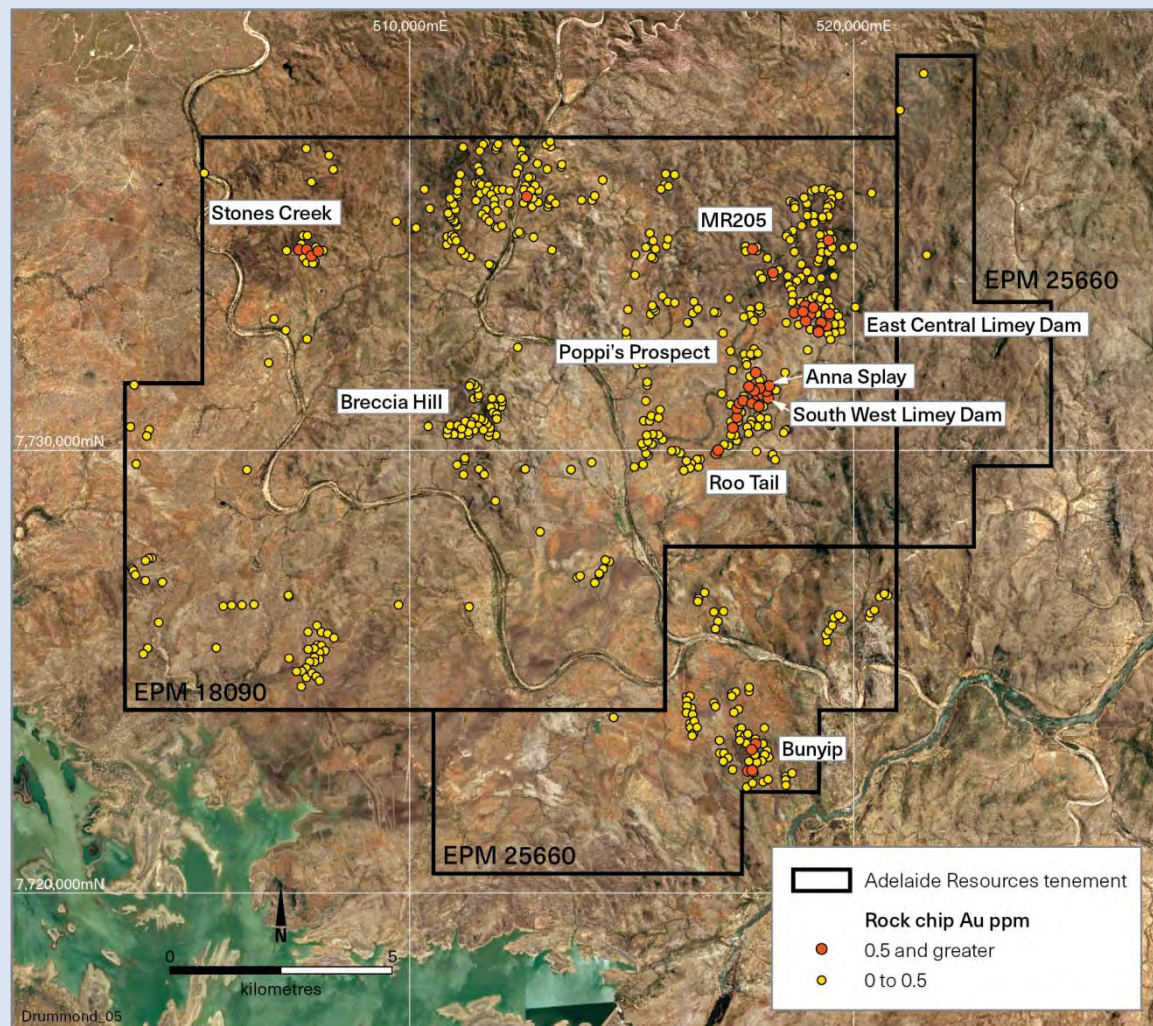 510,000mE
520,000mE
Stones Creek
MR205
EPM 25660
East Central Limey Dam
Poppi's Prospect
Anna Splay
Breccia Hill
South West Limey Dam
7,730,000mN
Roo Tail
EPM 18090
Bunyip
EPM 25660
7,720,000mN
Adelaide Resources tenement
Rock chip Au ppm
0.5 and greater
0 to 0.5
N
0 5
kilometres
Drummond_05